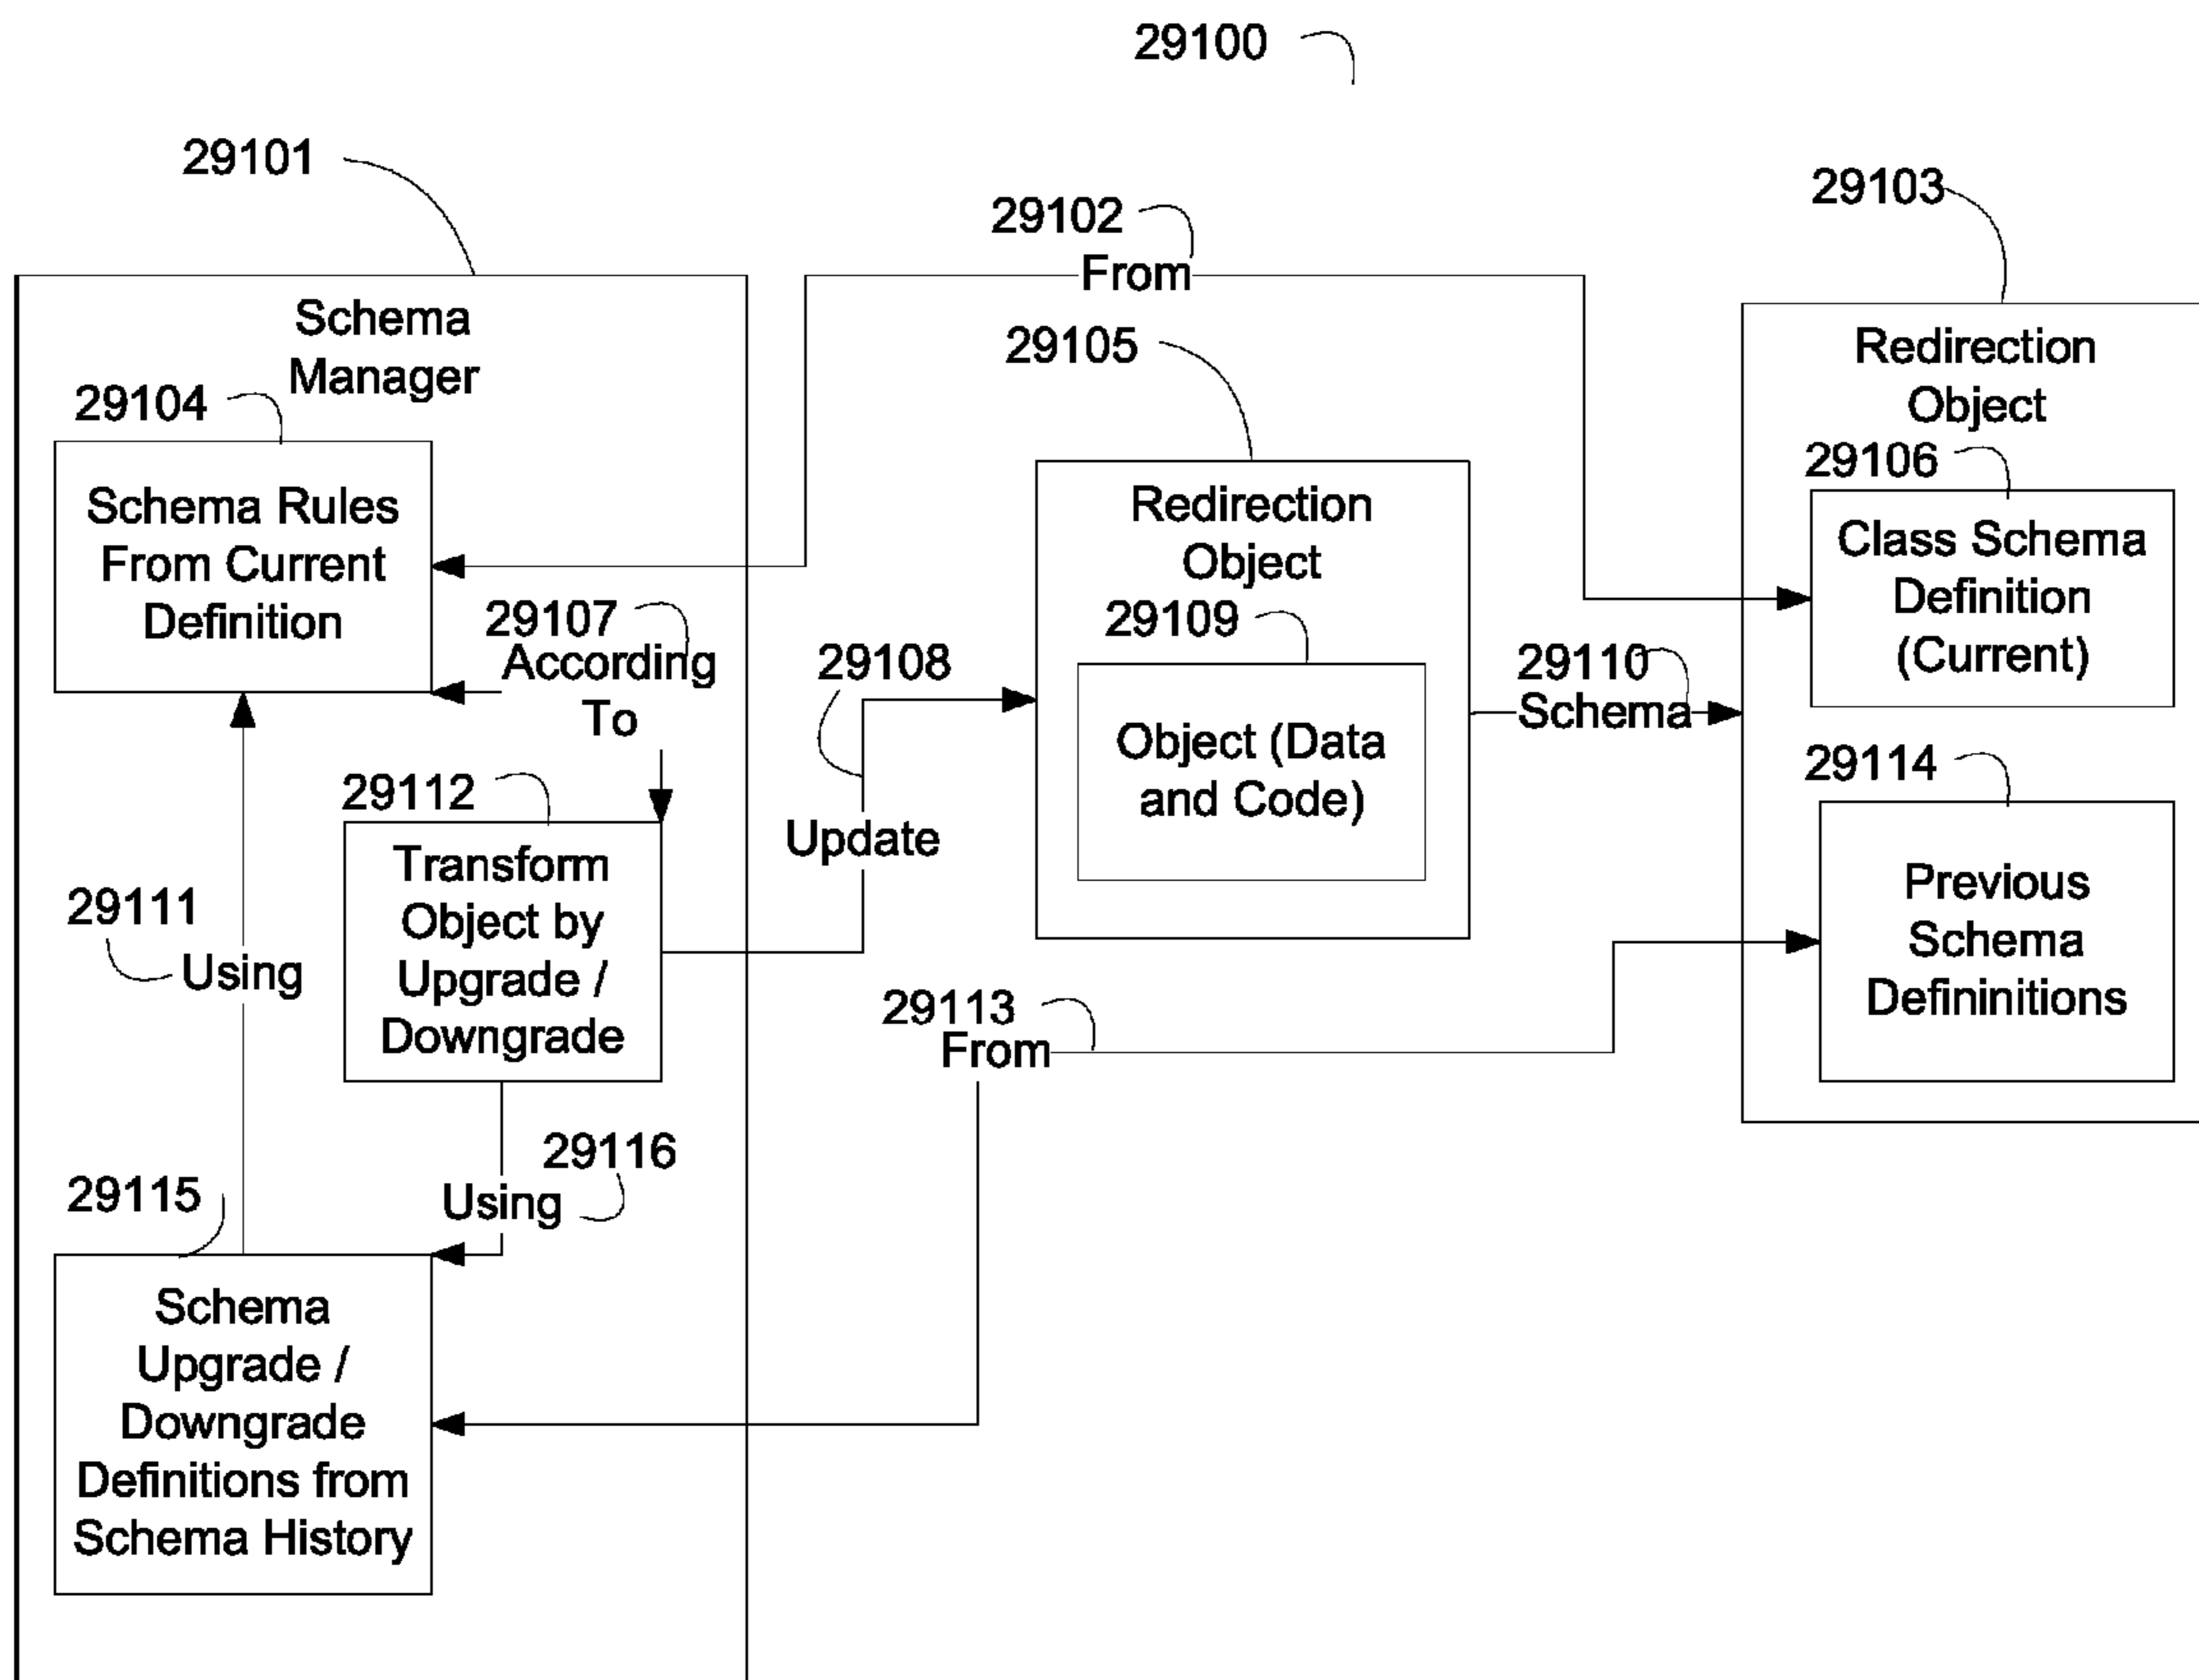 29100
29101
29102
From
29103
Schema
Manager
29104
Schema Rules
From Current
Definition
29105
Redirection
Object
29109
Object (Data
and Code)
Redirection
Object
29106
Class Schema
Definition
(Current)
29107
According
To
29108
Update
29110
Schema
29112
Transform
Object by
Upgrade /
Downgrade
29111
Using
29113
From
29114
Previous
Schema
Defininitions
29116
Using
29115
Schema
Upgrade /
Downgrade
Definitions from
Schema History